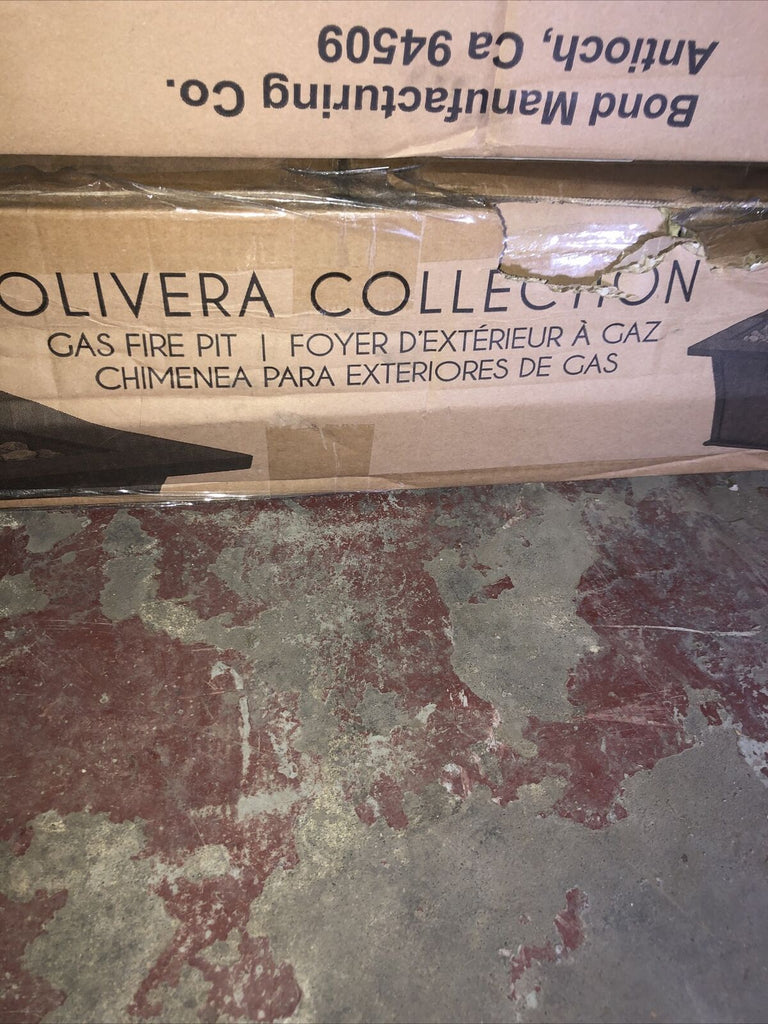 Bond Manufacturing Co.
Antioch, Ca 94509
OLIVERA COLLECTION
GAS FIRE PIT | FOYER D'EXTÉRIEUR À GAZ
CHIMENEA PARA EXTERIORES DE GAS